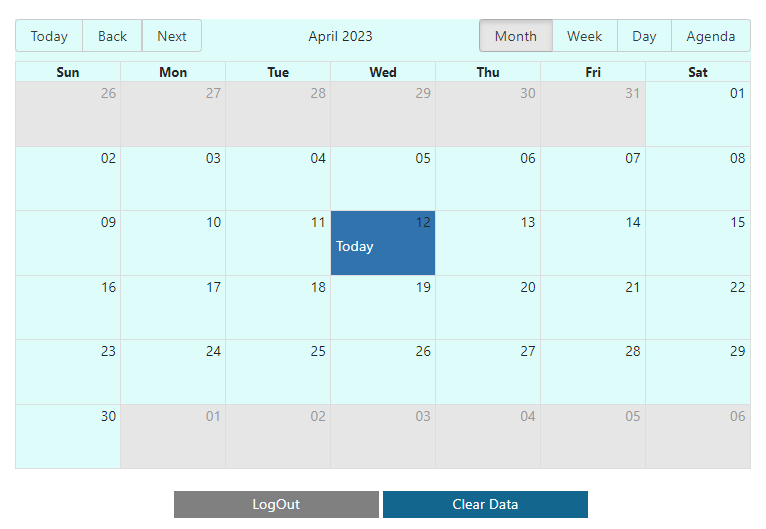 Today Back Next April 2023 Month Week Day Agenda
Sun Mon Tue Wed Thu Fri Sat
26 27 28 29 30 31 01
02 03 04 05 06 07 08
09 10 11 12 13 14 15
Today
16 17 18 19 20 21 22
23 24 25 26 27 28 29
30 01 02 03 04 05 06
LogOut Clear Data